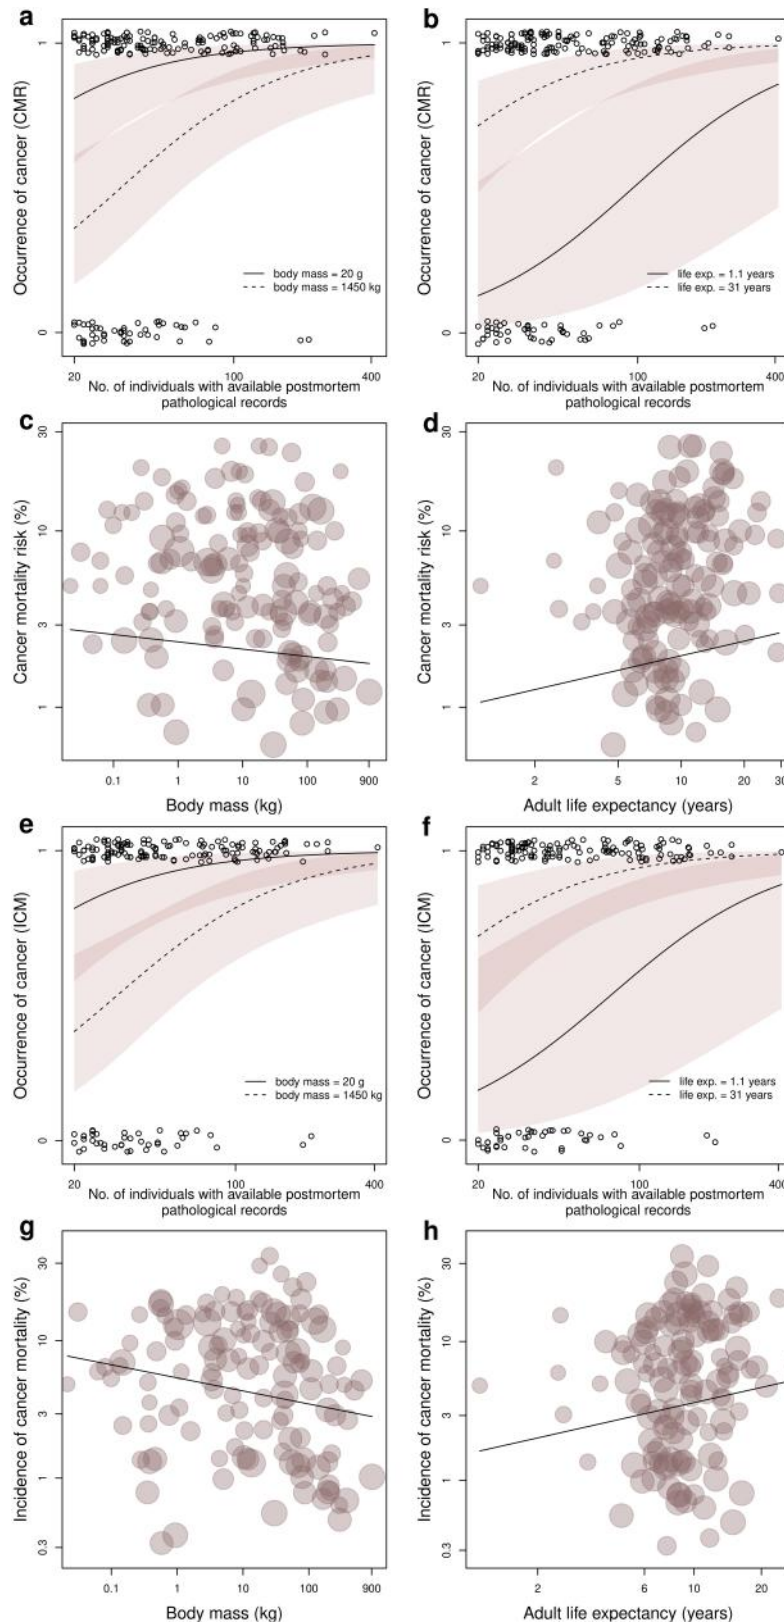 a
Occurrence of cancer (CMR)
1
0
body mass = 20 g
body mass = 1450 kg
20 100 400
No. of individuals with available postmortem
pathological records
b
Occurrence of cancer (CMR)
1
0
life exp. = 1.1 years
life exp. = 31 years
20 100 400
No. of individuals with available postmortem
pathological records
c
Cancer mortality risk (%)
30
10
3
1
0.1 1 10 100 900
Body mass (kg)
d
Cancer mortality risk (%)
30
10
3
1
2 5 10 20 30
Adult life expectancy (years)
e
Occurrence of cancer (ICM)
1
0
body mass = 20 g
body mass = 1450 kg
20 100 400
No. of individuals with available postmortem
pathological records
f
Occurrence of cancer (ICM)
1
0
life exp. = 1.1 years
life exp. = 31 years
20 100 400
No. of individuals with available postmortem
pathological records
g
Incidence of cancer mortality (%)
30
10
3
1
0.3
0.1 1 10 100 900
Body mass (kg)
h
Incidence of cancer mortality (%)
30
10
3
1
0.3
2 6 10 20
Adult life expectancy (years)